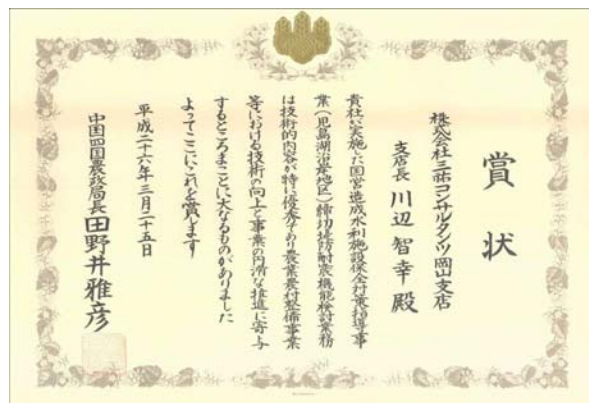 賞状
株式会社三祐コンサルタンツ岡山支店
支店長 川辺智幸 殿
貴社が実施した国営造成水利施設保全対策指導事
業(児島湖沿岸地区)締切堤防耐震機能検討業務
は技術的内容が特に優秀であり農業農村整備事業
等における技術の向上と事業の円滑な推進に寄与
するところまことに大なるものがありました
よってここにこれを賞します
平成二十六年三月二十五日
中国四国農政局長 田野井雅彦